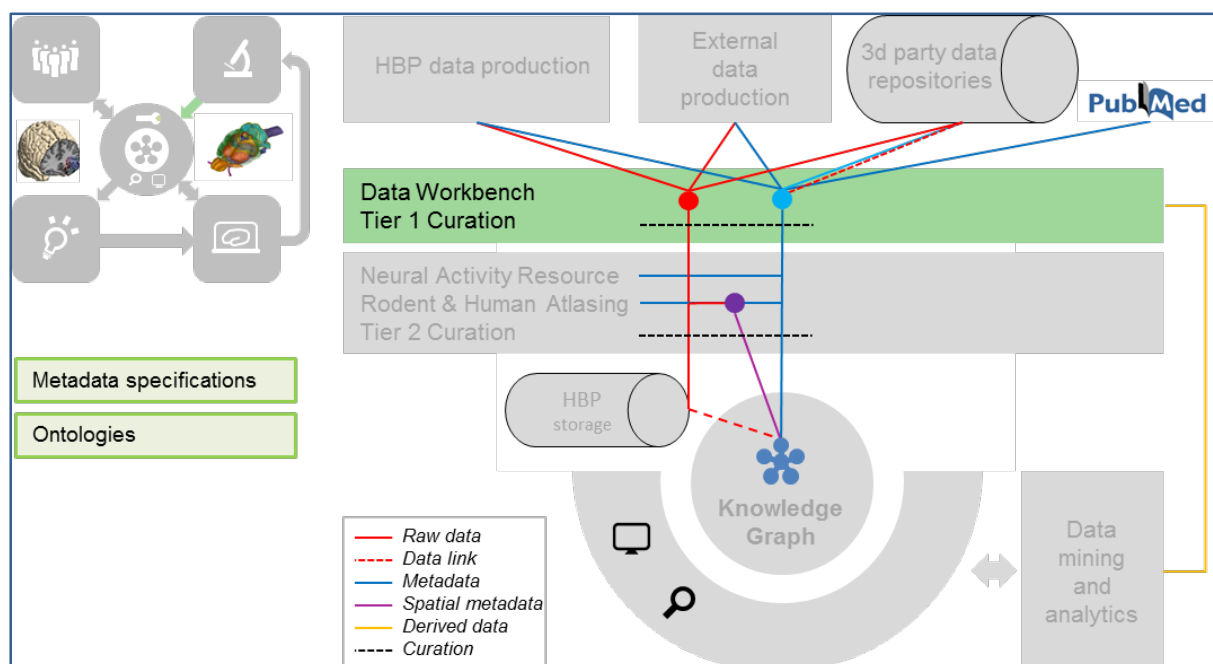 HBP data production
External
data
production
3d party data
repositories
PubMed
Data Workbench
Tier 1 Curation
Neural Activity Resource
Rodent & Human Atlasing
Tier 2 Curation
Metadata specifications
Ontologies
HBP
storage
Knowledge
Graph
Data
mining
and
analytics
Raw data
Data link
Metadata
Spatial metadata
Derived data
Curation